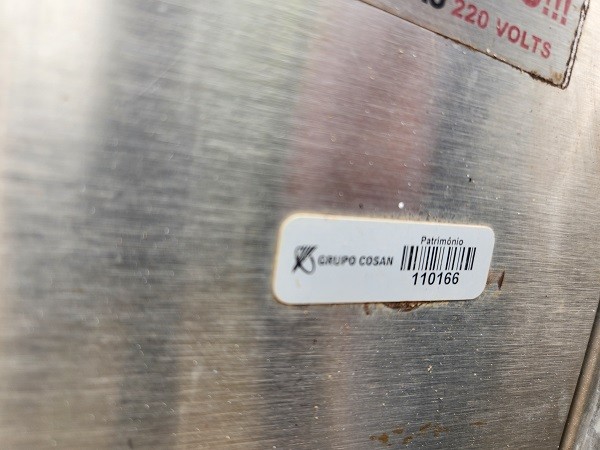 220 VOLTS
Patrimônio
GRUPO COSAN
110166